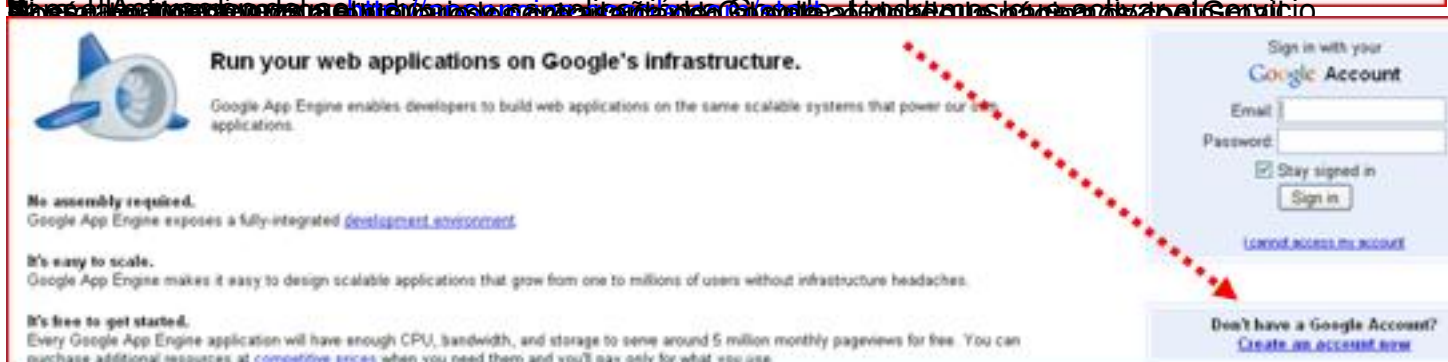 Run your web applications on Google's infrastructure.
Google App Engine enables developers to build web applications on the same scalable systems that power our own
applications.
No assembly required.
Google App Engine exposes a fully-integrated development environment.
It's easy to scale.
Google App Engine makes it easy to design scalable applications that grow from one to millions of users without infrastructure headaches.
It's free to get started.
Every Google App Engine application will have enough CPU, bandwidth, and storage to serve around 5 million monthly pageviews for free. You can
purchase additional resources at competitive prices when you need them and you'll pay only for what you use.
Sign in with your
Google Account
Email:
Password:
Stay signed in
Sign in
I cannot access my account
Don't have a Google Account?
Create an account now